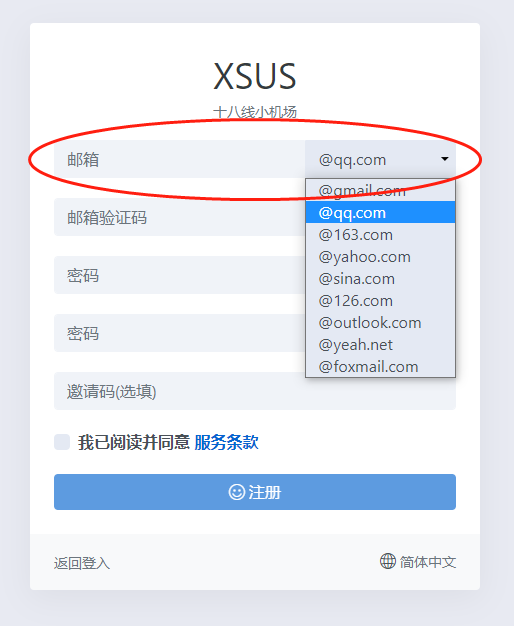 XSUS
十八线小机场
邮箱 @qq.com
@gmail.com
邮箱验证码 @qq.com
@163.com
@yahoo.com
密码 @sina.com
@126.com
@outlook.com
密码 @yeah.net
@foxmail.com
邀请码(选填)
我已阅读并同意 服务条款
注册
返回登入 简体中文